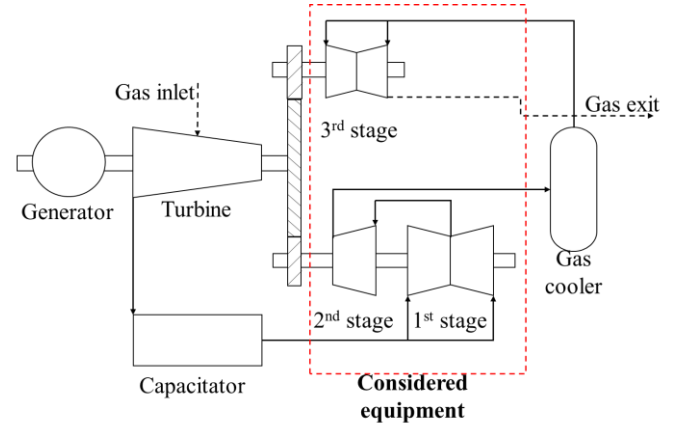 Gas inlet
Gas exit
3rd stage
Generator
Turbine
Gas
cooler
2nd stage
1st stage
Capacitator
Considered
equipment